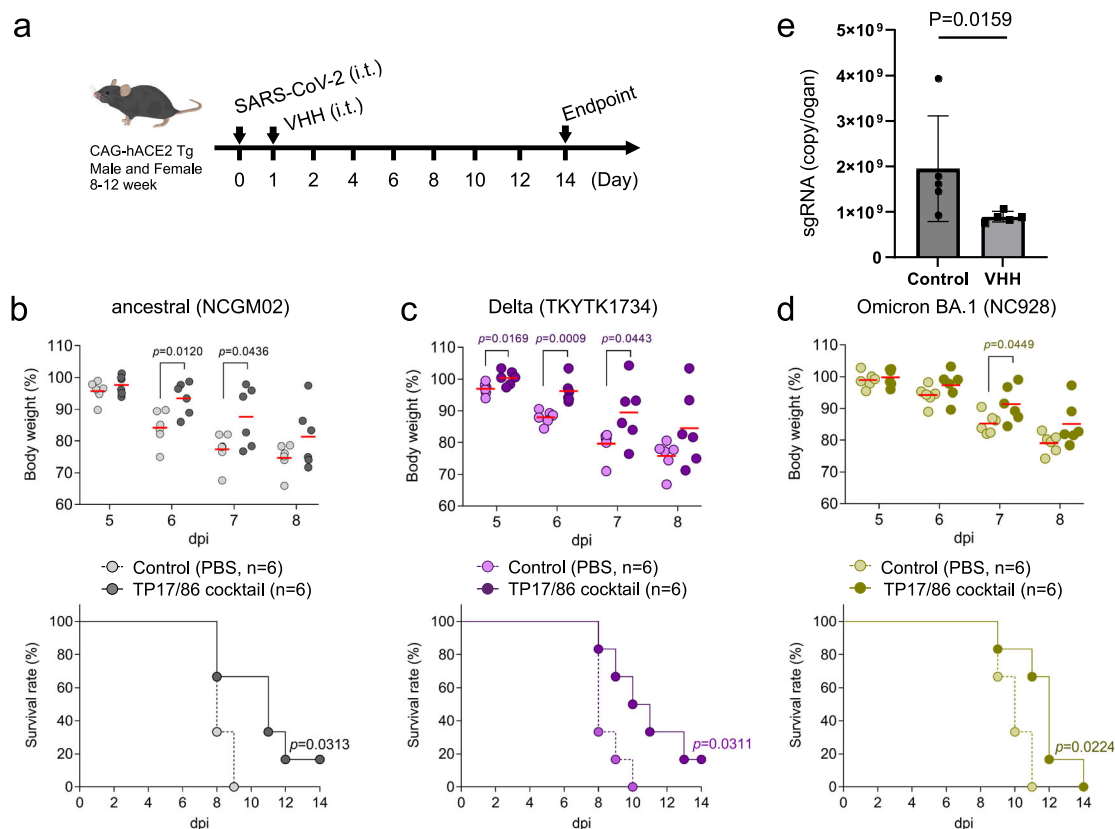 a
SARS-CoV-2 (i.t.)
VHH (i.t.)
Endpoint
CAG-hACE2 Tg
Male and Female
8-12 week
0 1 2 4 6 8 10 12 14 (Day)
e
P=0.0159
5×10⁹
4×10⁹
3×10⁹
2×10⁹
1×10⁹
0
sgRNA (copy/ogan)
Control VHH
b
ancestral (NCGM02)
p=0.0120 p=0.0436
Body weight (%)
110
100
90
80
70
60
5 6 7 8
dpi
Control (PBS, n=6)
TP17/86 cocktail (n=6)
Survival rate (%)
100
80
60
40
20
0
p=0.0313
0 2 4 6 8 10 12 14
dpi
c
Delta (TKYTK1734)
p=0.0169 p=0.0009 p=0.0443
Body weight (%)
110
100
90
80
70
60
5 6 7 8
dpi
Control (PBS, n=6)
TP17/86 cocktail (n=6)
Survival rate (%)
100
80
60
40
20
0
p=0.0311
0 2 4 6 8 10 12 14
dpi
d
Omicron BA.1 (NC928)
p=0.0449
Body weight (%)
110
100
90
80
70
60
5 6 7 8
dpi
Control (PBS, n=6)
TP17/86 cocktail (n=6)
Survival rate (%)
100
80
60
40
20
0
p=0.0224
0 2 4 6 8 10 12 14
dpi